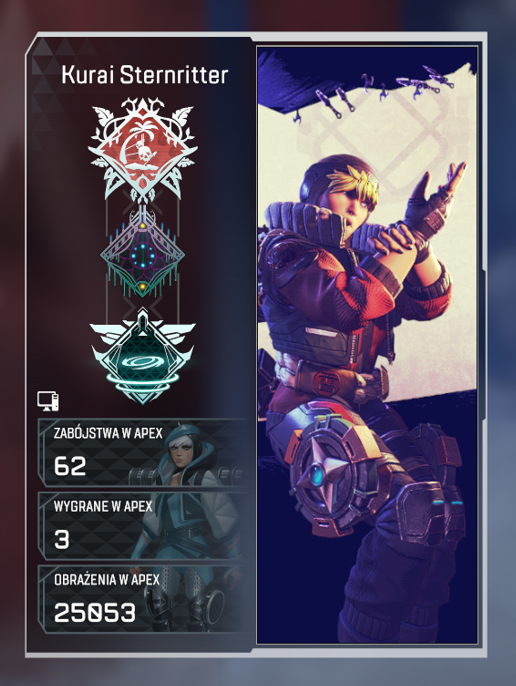 Kurai Sternritter
ZABÓJSTWA W APEX
62
WYGRANE W APEX
3
OBRAŻENIA W APEX
25053